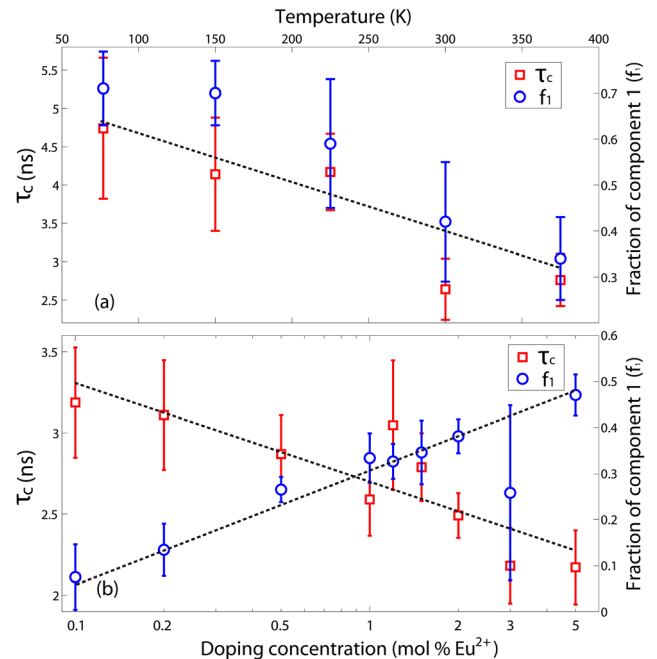 Temperature (K)
50 100 150 200 250 300 350 400
5.5
5
4.5
4
3.5
3
2.5
τc (ns)
0.7
0.6
0.5
0.4
0.3
Fraction of component 1 (f1)
τc
f1
(a)
3.5
3
2.5
2
τc (ns)
0.6
0.5
0.4
0.3
0.2
0.1
0
Fraction of component 1 (f1)
τc
f1
(b)
0.1 0.2 0.5 1 2 3 5
Doping concentration (mol % Eu²⁺)